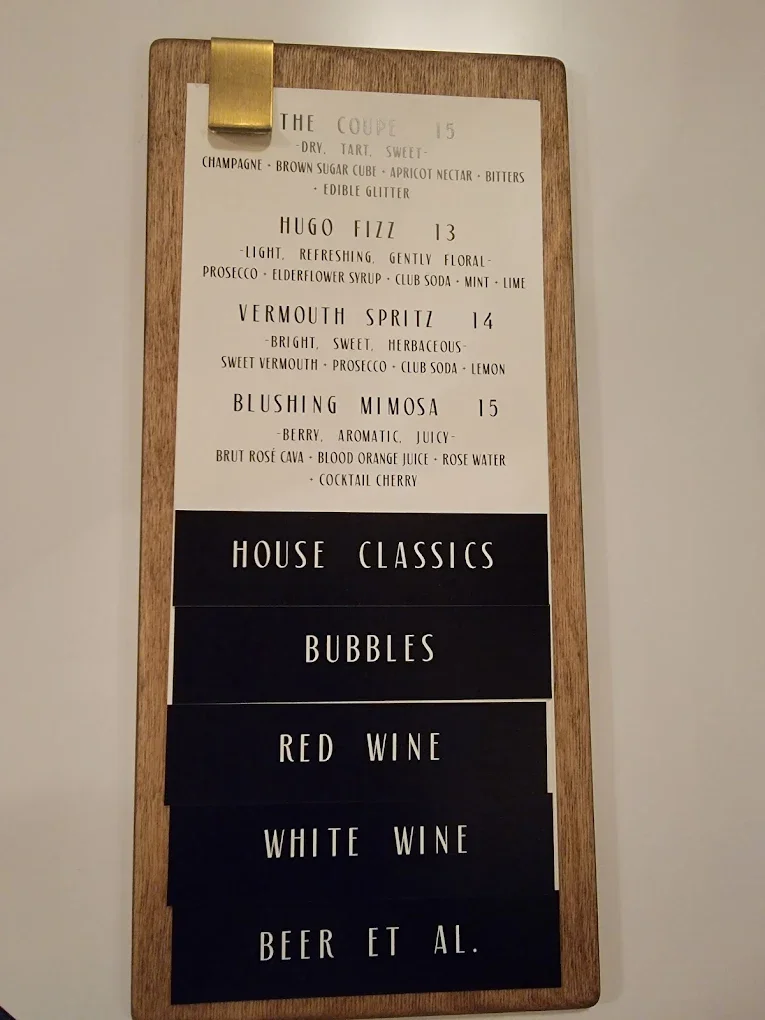 THE COUPE 15
-DRY, TART, SWEET-
CHAMPAGNE • BROWN SUGAR CUBE • APRICOT NECTAR • BITTERS
• EDIBLE GLITTER
HUGO FIZZ 13
-LIGHT, REFRESHING, GENTLY FLORAL-
PROSECCO • ELDERFLOWER SYRUP • CLUB SODA • MINT • LIME
VERMOUTH SPRITZ 14
-BRIGHT, SWEET, HERBACEOUS-
SWEET VERMOUTH • PROSECCO • CLUB SODA • LEMON
BLUSHING MIMOSA 15
-BERRY, AROMATIC, JUICY-
BRUT ROSÉ CAVA • BLOOD ORANGE JUICE • ROSE WATER
• COCKTAIL CHERRY
HOUSE CLASSICS
BUBBLES
RED WINE
WHITE WINE
BEER ET AL.